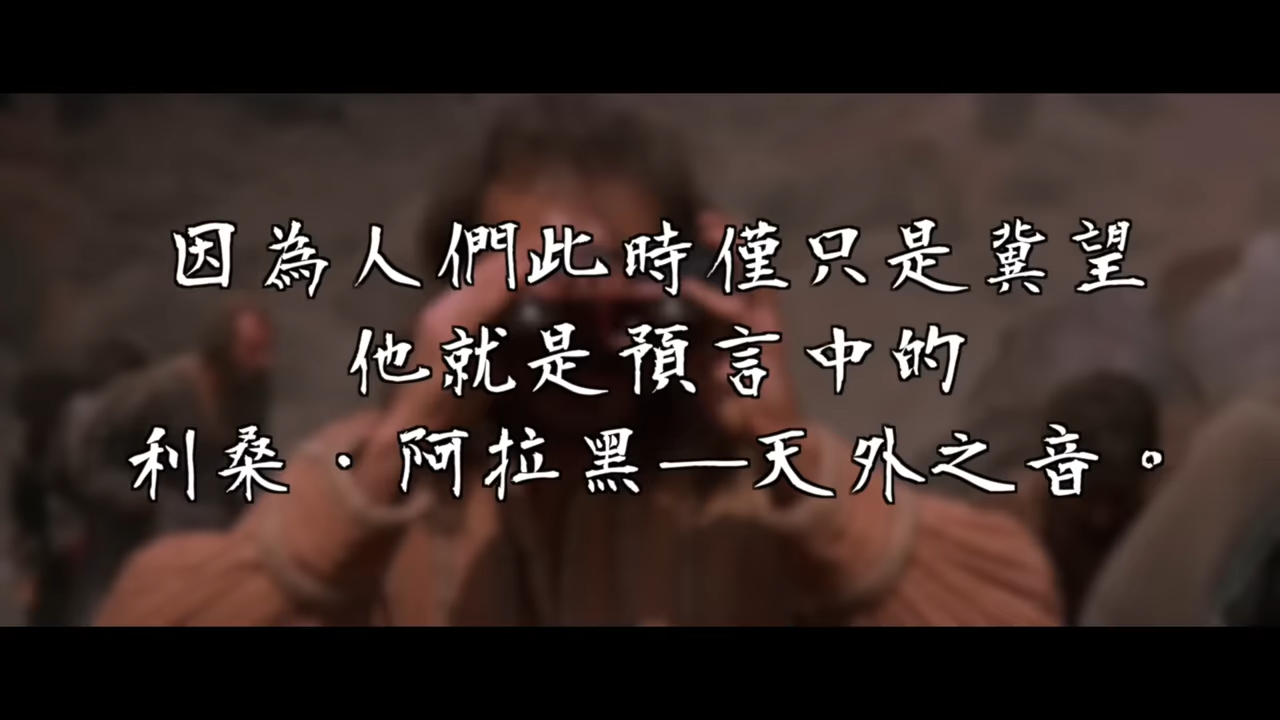 因為人們此時僅只是冀望
他就是預言中的
利桑·阿拉黑—天外之音。